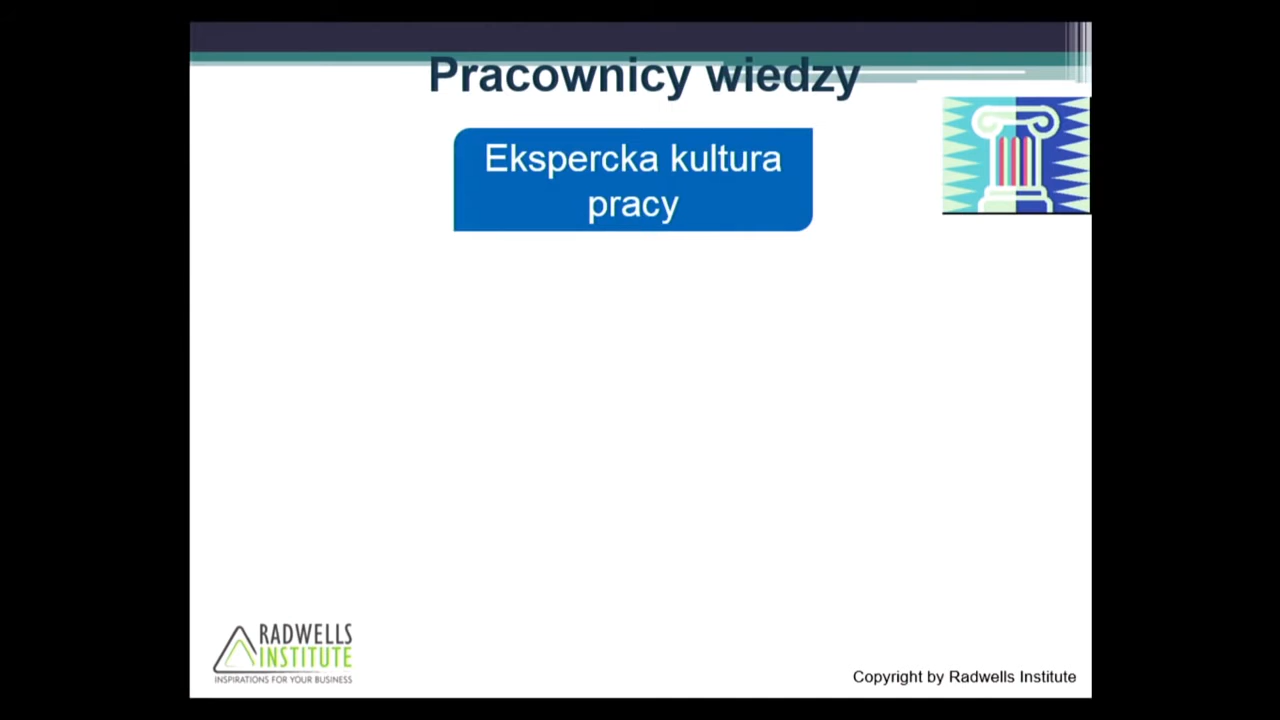 Pracownicy wiedzy
Ekspercka kultura
pracy
RADWELLS
INSTITUTE
INSPIRATIONS FOR YOUR BUSINESS
Copyright by Radwells Institute